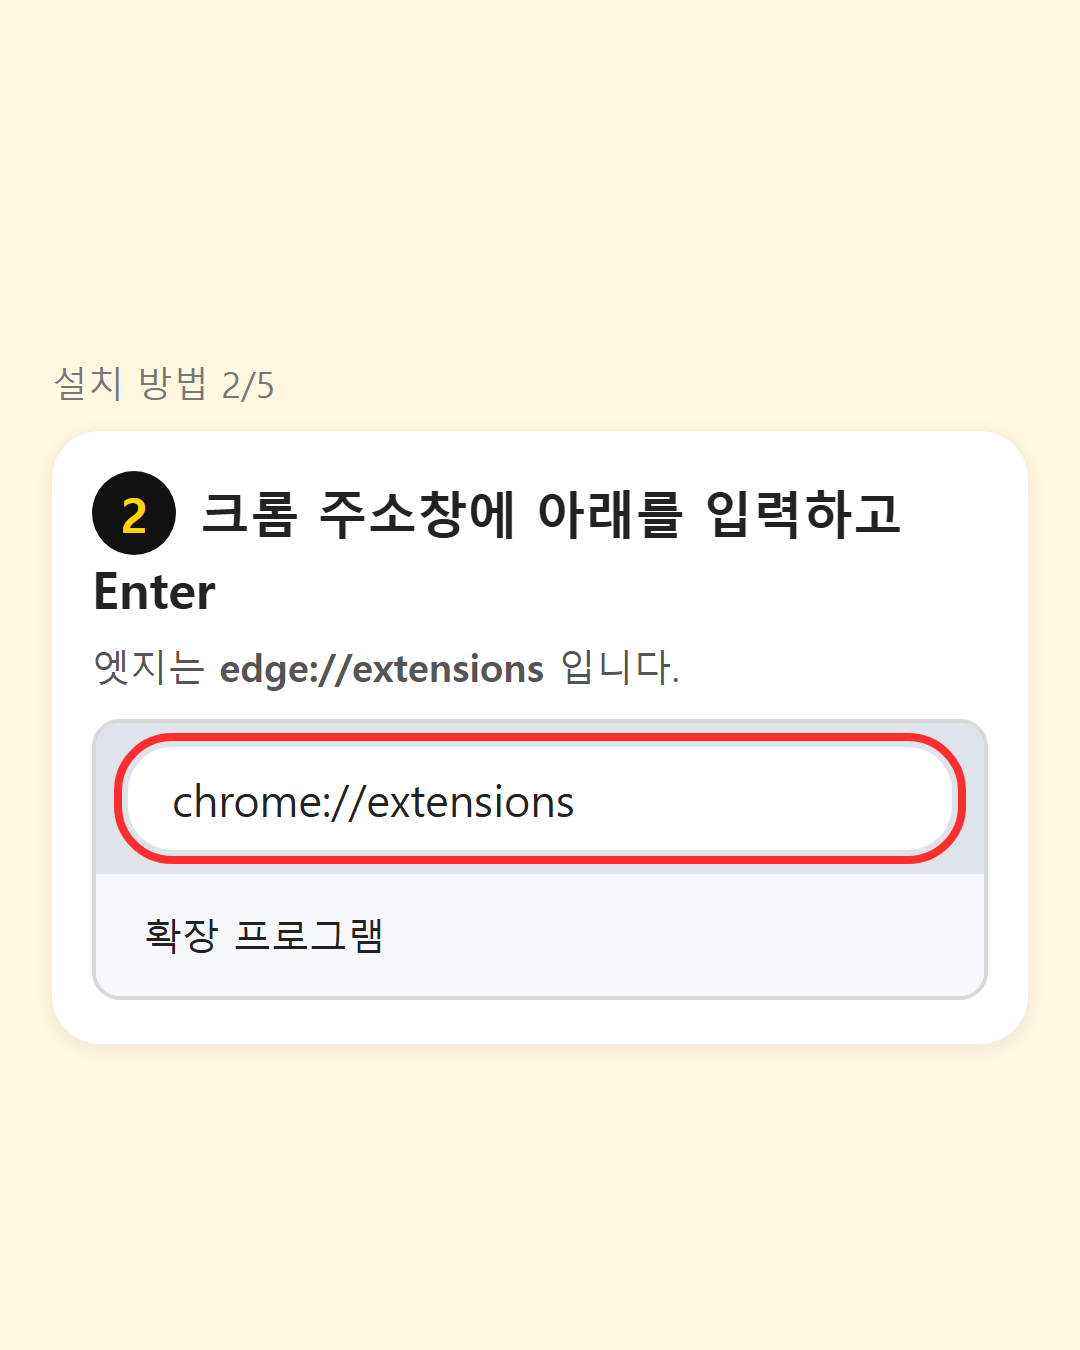 설치 방법 2/5
2 크롬 주소창에 아래를 입력하고
Enter
엣지는 edge://extensions 입니다.
chrome://extensions
확장 프로그램